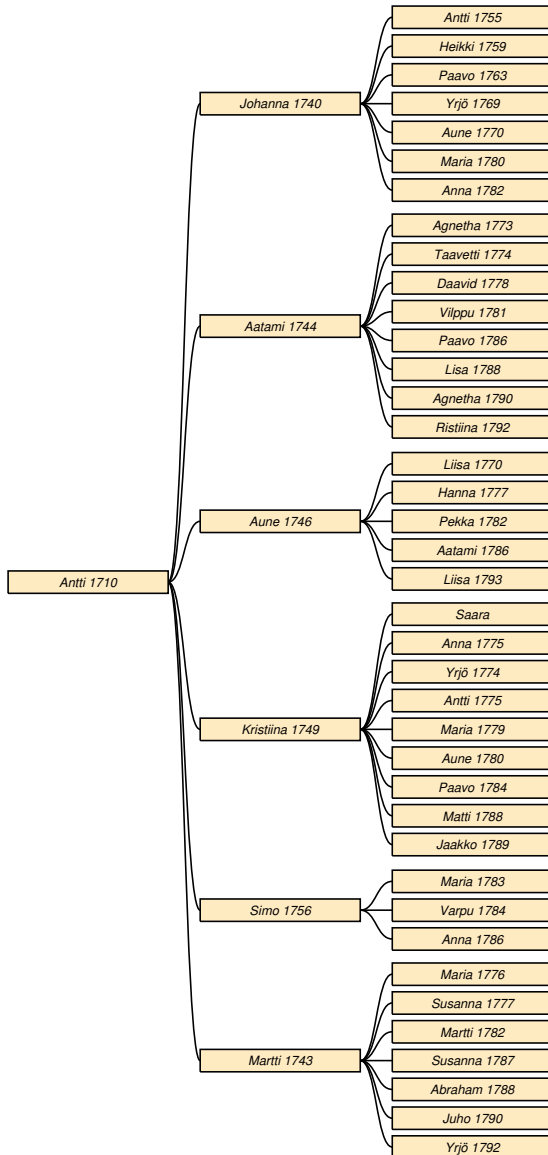 Antti 1755
Heikki 1759
Paavo 1763
Johanna 1740
Yrjö 1769
Aune 1770
Maria 1780
Anna 1782
Agnetha 1773
Taavetti 1774
Daavid 1778
Vilppu 1781
Aatami 1744
Paavo 1786
Lisa 1788
Agnetha 1790
Ristiina 1792
Liisa 1770
Hanna 1777
Aune 1746
Pekka 1782
Aatami 1786
Liisa 1793
Antti 1710
Saara
Anna 1775
Yrjö 1774
Antti 1775
Kristiina 1749
Maria 1779
Aune 1780
Paavo 1784
Matti 1788
Jaakko 1789
Maria 1783
Simo 1756
Varpu 1784
Anna 1786
Maria 1776
Susanna 1777
Martti 1782
Martti 1743
Susanna 1787
Abraham 1788
Juho 1790
Yrjö 1792